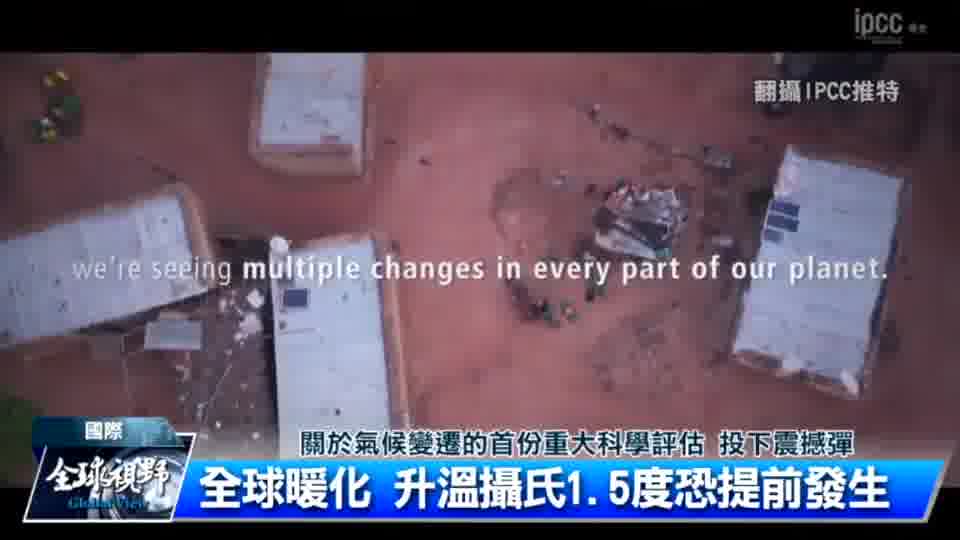 ipcc
翻攝IPCC推特
we're seeing multiple changes in every part of our planet.
國際
關於氣候變遷的首份重大科學評估 投下震撼彈
全球視野
Global View
全球暖化 升溫攝氏1.5度恐提前發生